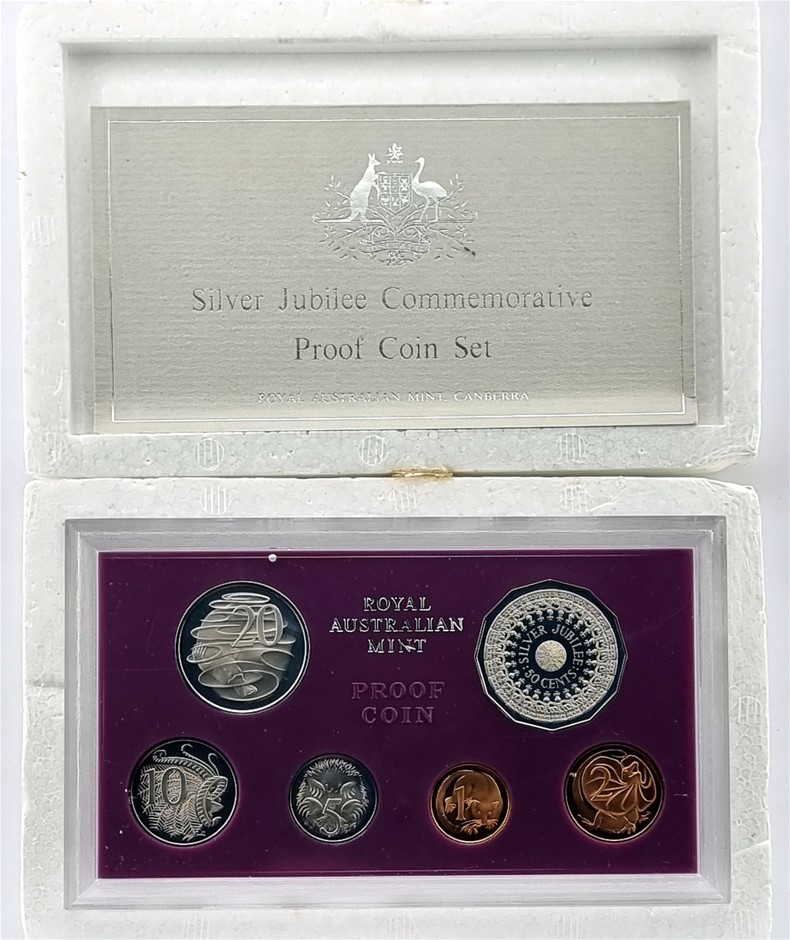 Silver Jubilee Commemorative
Proof Coin Set
ROYAL AUSTRALIAN MINT, CANBERRA
ROYAL
AUSTRALIAN
MINT
PROOF
COIN
20
SILVER JUBILEE
50 CENTS
10
5
1
2